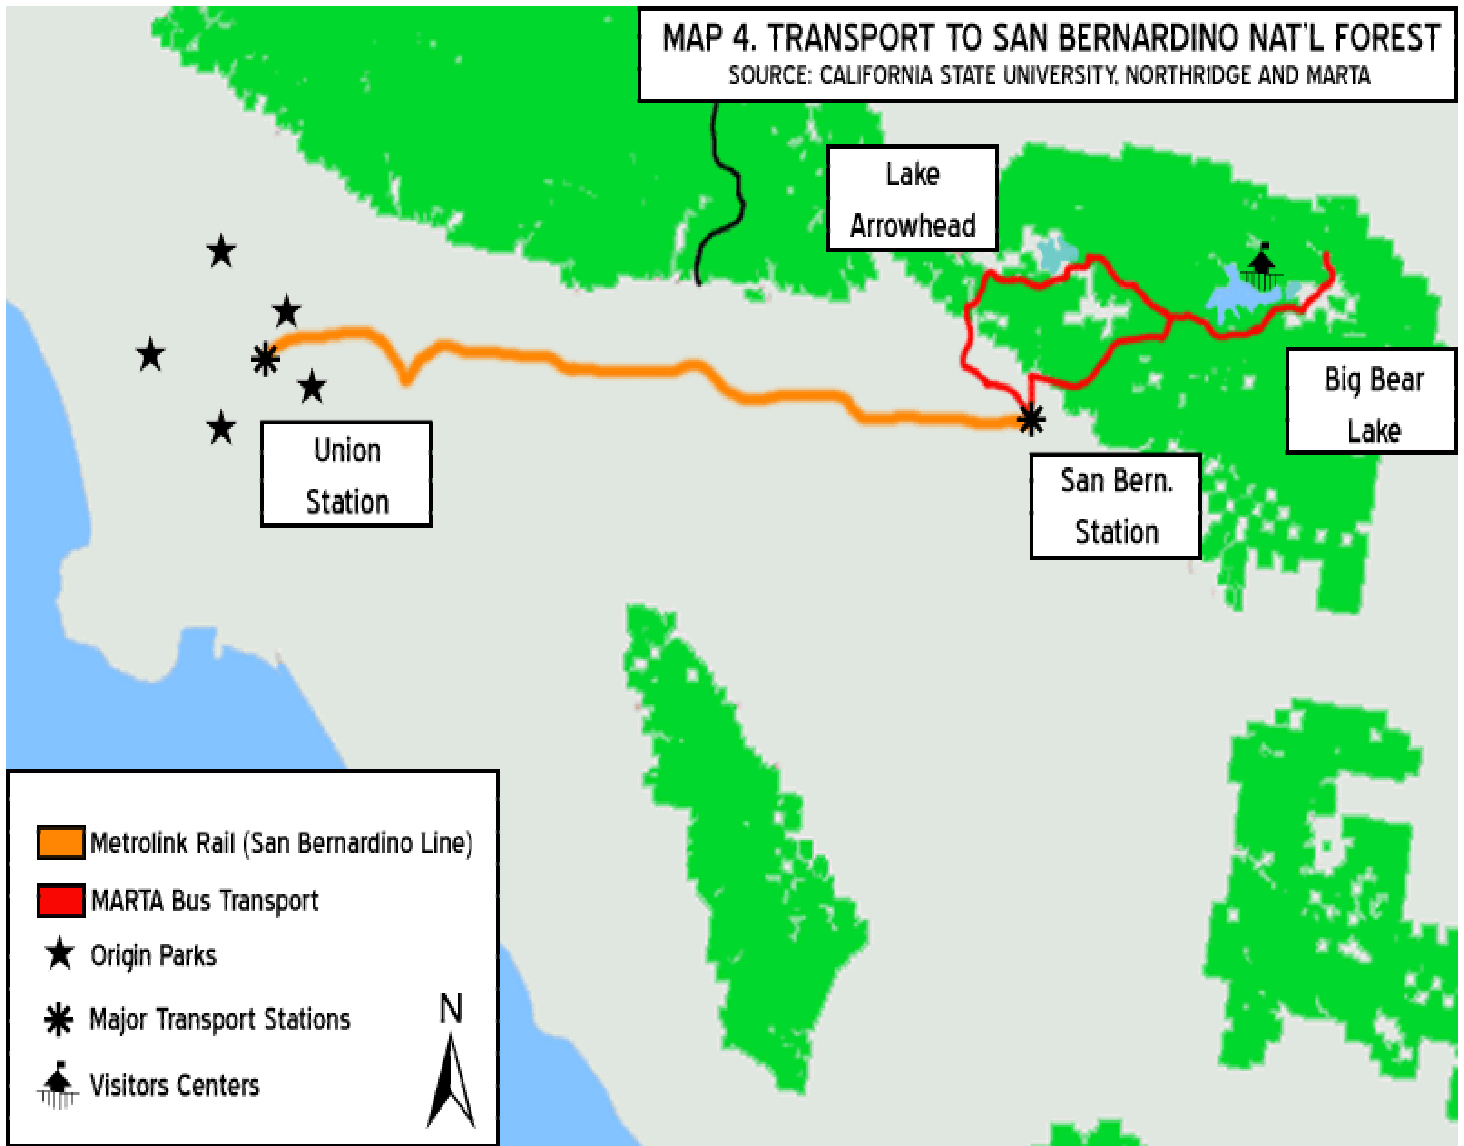 MAP 4. TRANSPORT TO SAN BERNARDINO NAT'L FOREST
SOURCE: CALIFORNIA STATE UNIVERSITY, NORTHRIDGE AND MARTA
Lake
Arrowhead
Big Bear
Lake
Union
Station
San Bern.
Station
Metrolink Rail (San Bernardino Line)
MARTA Bus Transport
Origin Parks
Major Transport Stations
Visitors Centers
N